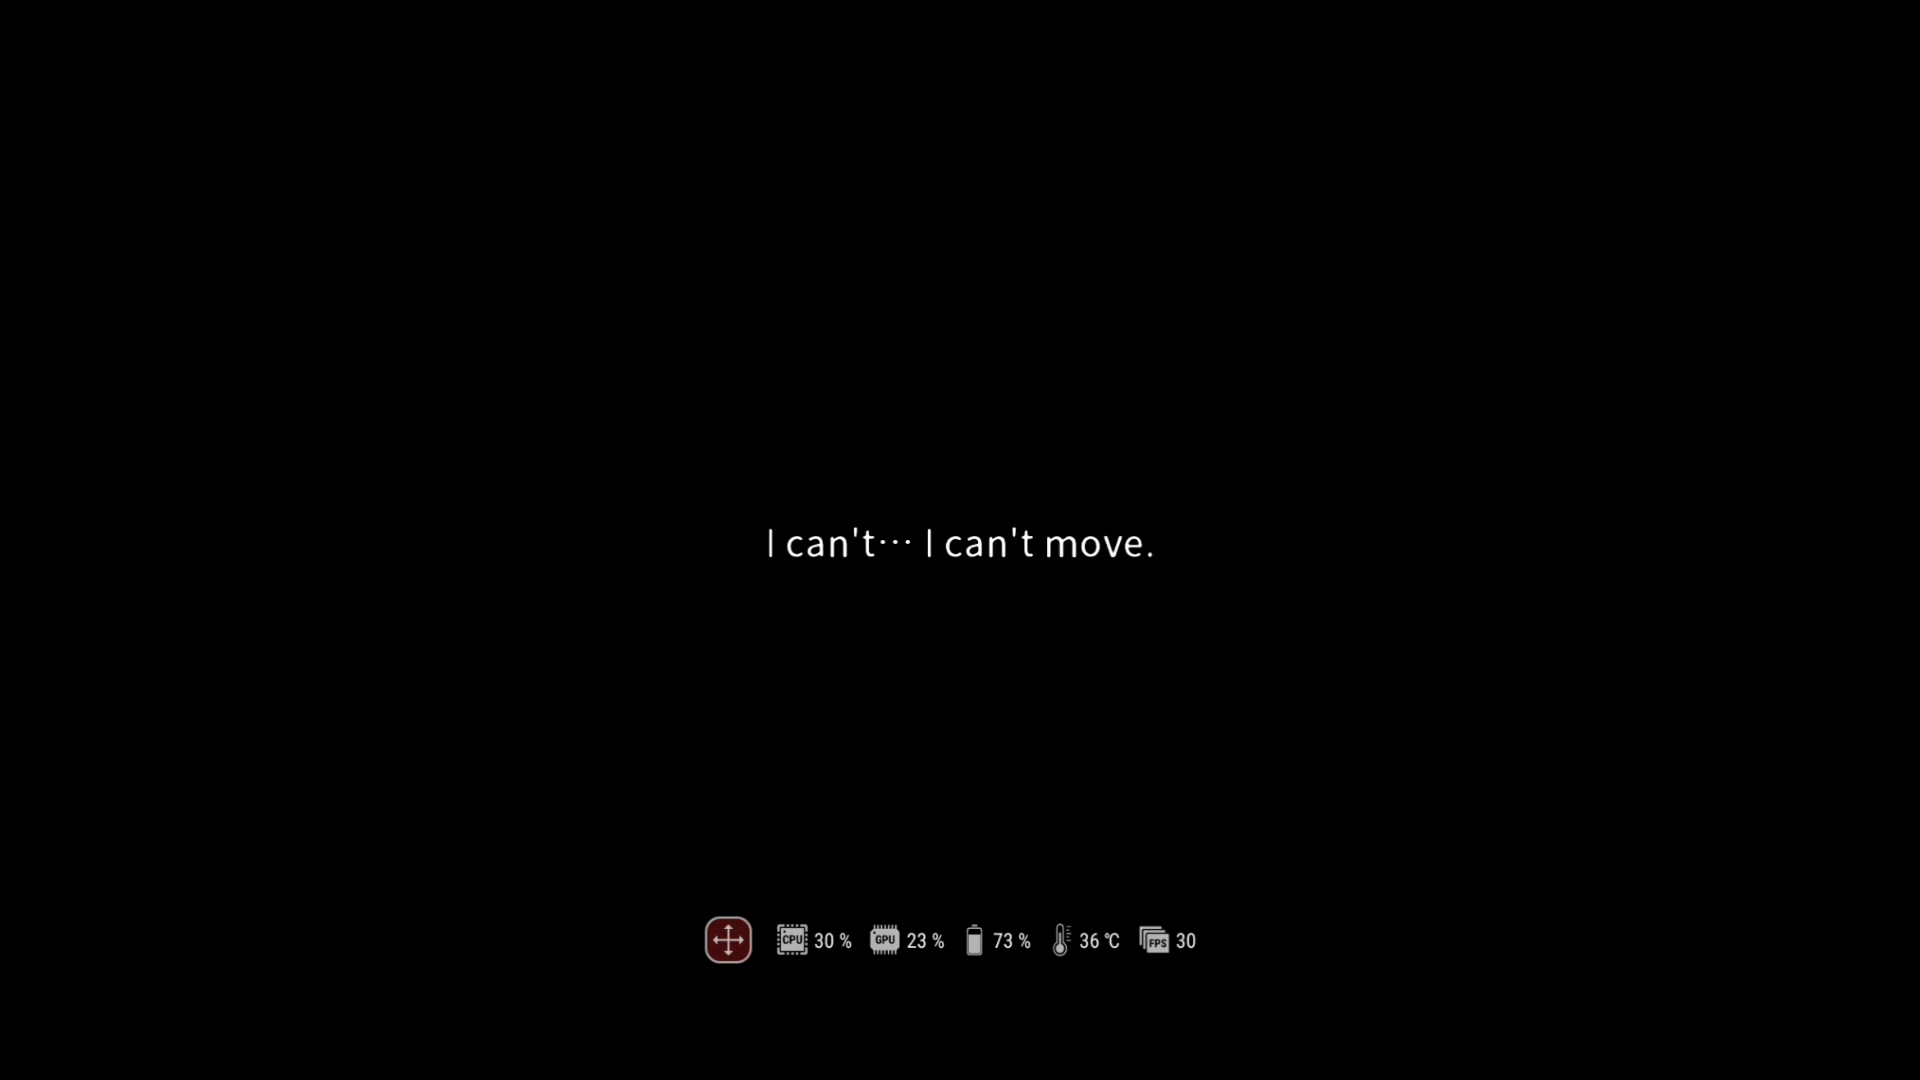 I can't··· I can't move.
CPU 30 % GPU 23 % 73 % 36 ℃ FPS 30